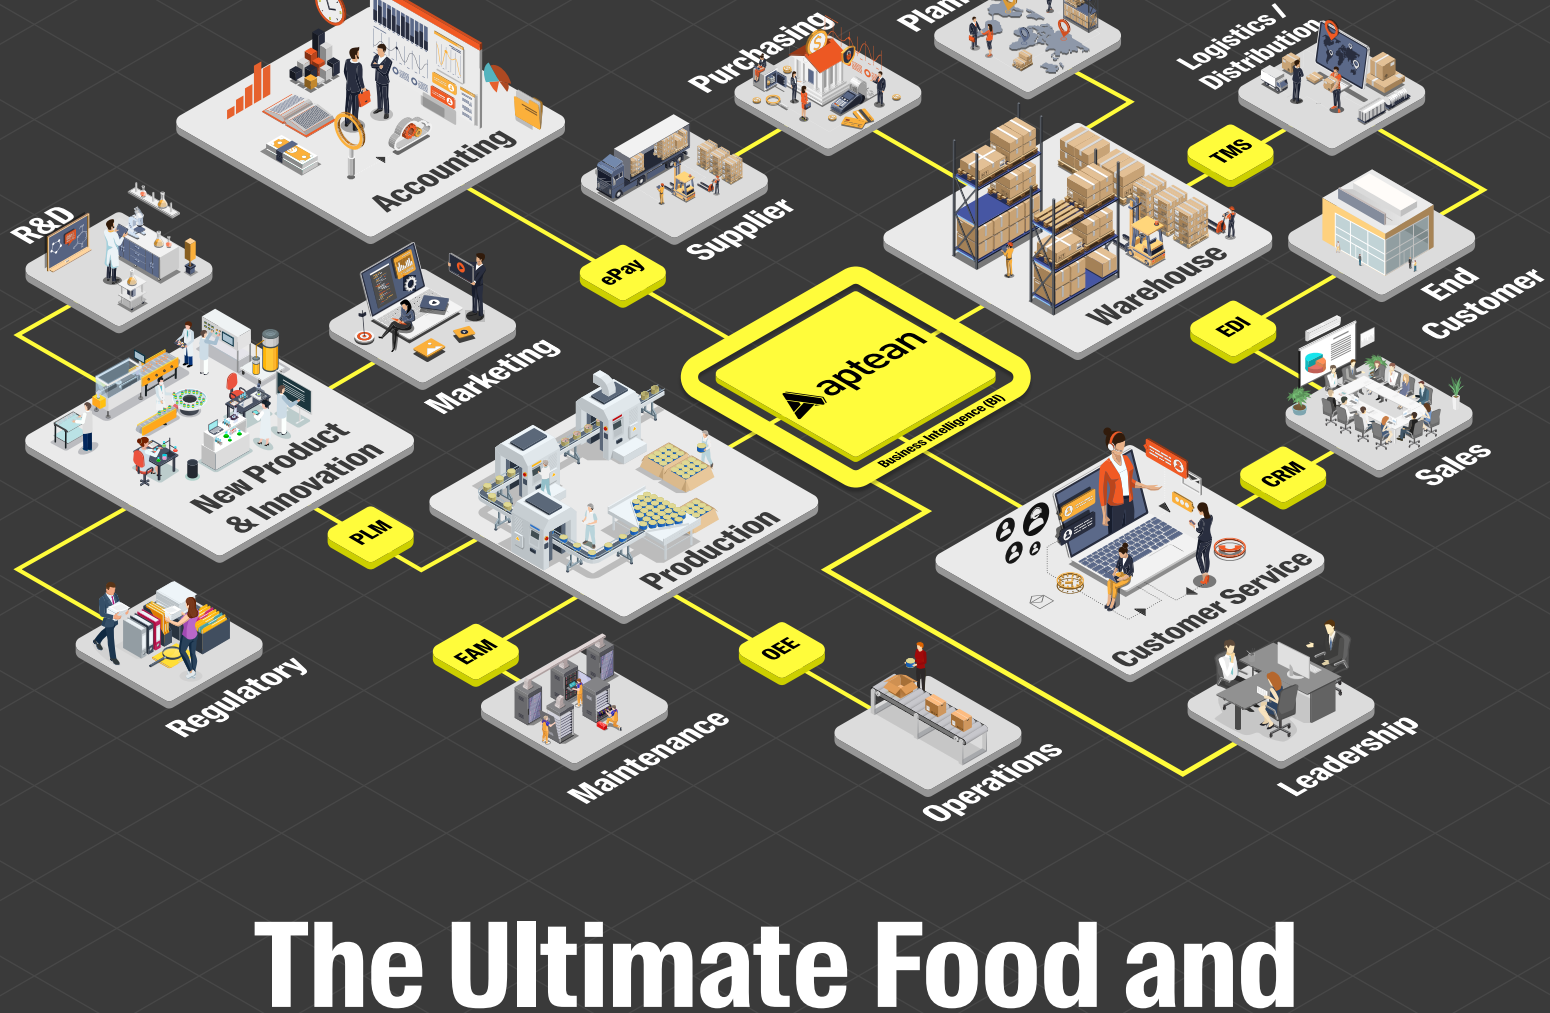 Purchasing
Logistics /
Distribution
Accounting
TMS
Supplier
R&D
ePay
Warehouse
End
Customer
EDI
Marketing
aptean
Business Intelligence (BI)
New Product
& Innovation
Sales
CRM
PLM
Production
Customer Service
EAM
OEE
Regulatory
Maintenance
Operations
Leadership
The Ultimate Food and